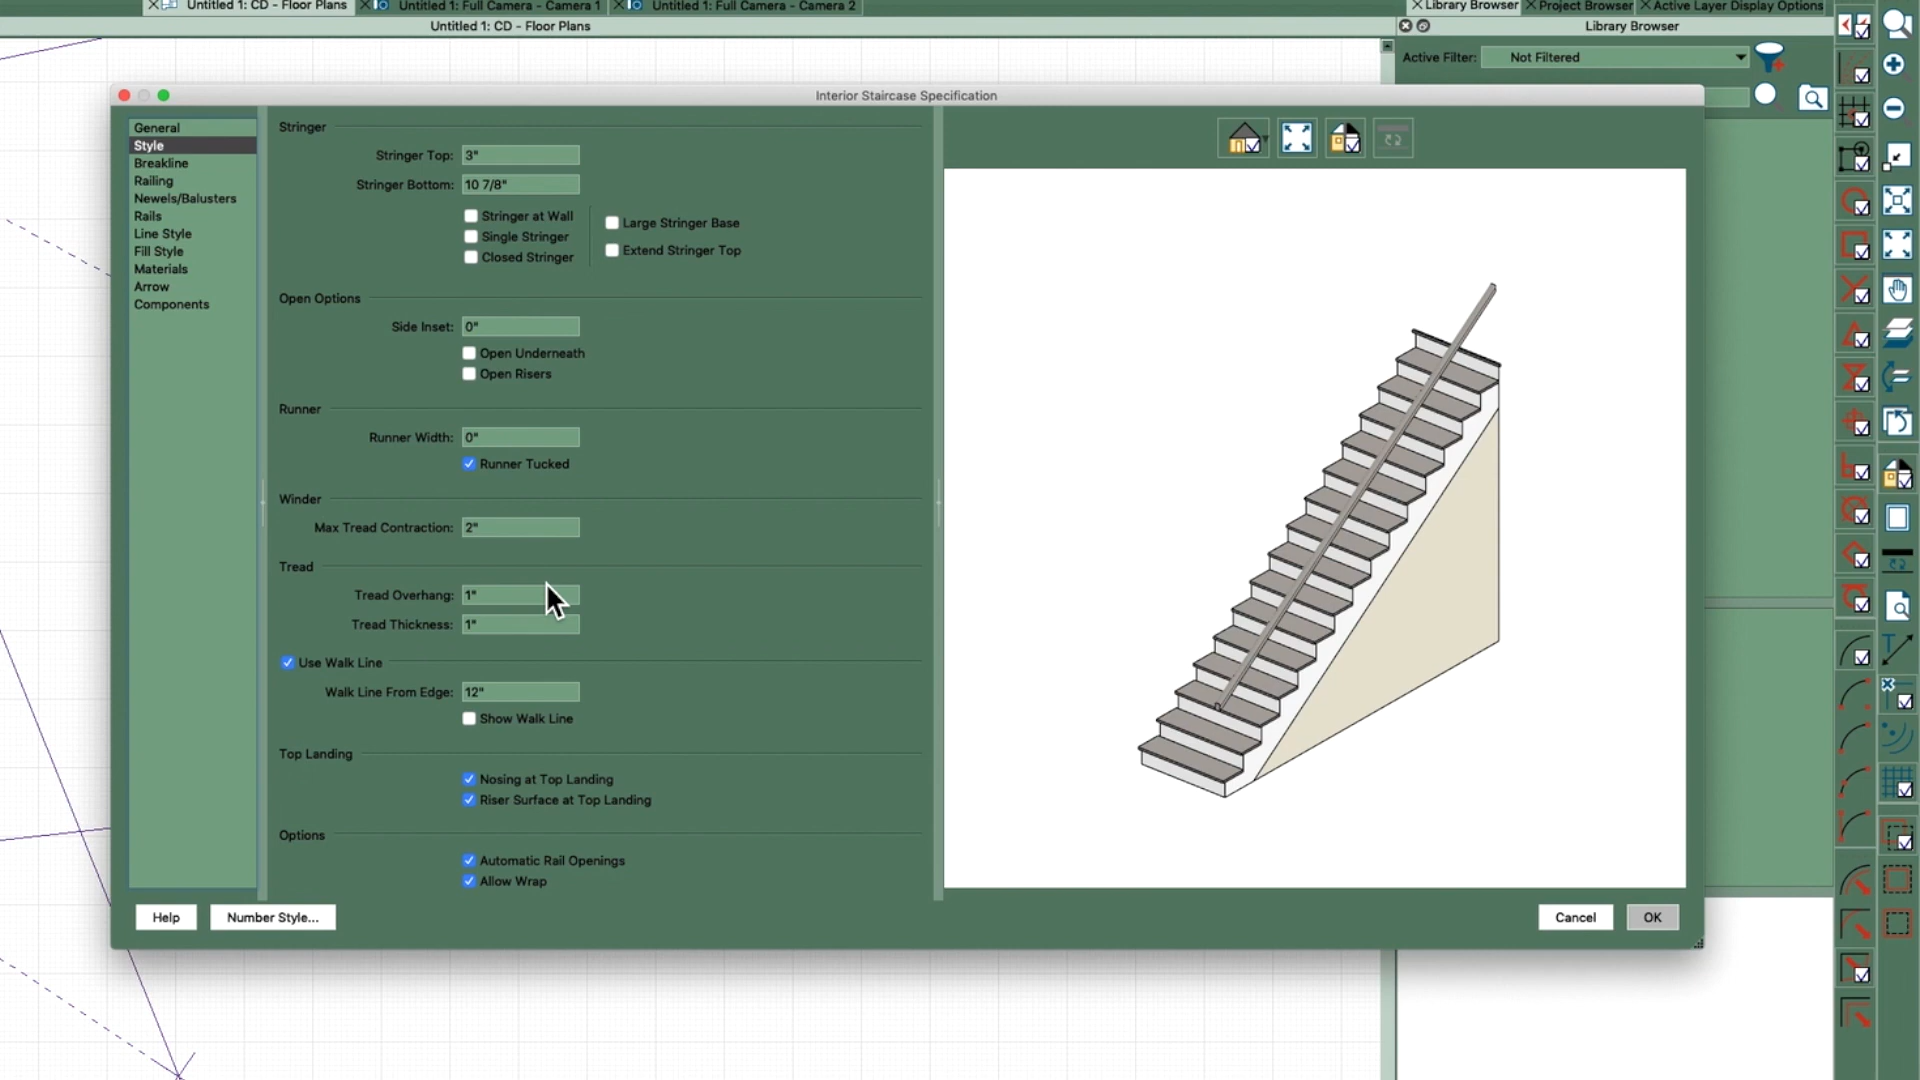 Untitled 1: CD - Floor Plans
Untitled 1: Full Camera - Camera 1
Untitled 1: Full Camera - Camera 2
Library Browser
Project Browser
Active Layer Display Options
Untitled 1: CD - Floor Plans
Library Browser
Active Filter: Not Filtered
Interior Staircase Specification
General
Style
Breakline
Railing
Newels/Balusters
Rails
Line Style
Fill Style
Materials
Arrow
Components
Stringer
Stringer Top: 3"
Stringer Bottom: 10 7/8"
Stringer at Wall
Single Stringer
Closed Stringer
Large Stringer Base
Extend Stringer Top
Open Options
Side Inset: 0"
Open Underneath
Open Risers
Runner
Runner Width: 0"
Runner Tucked
Winder
Max Tread Contraction: 2"
Tread
Tread Overhang: 1"
Tread Thickness: 1"
Use Walk Line
Walk Line From Edge: 12"
Show Walk Line
Top Landing
Nosing at Top Landing
Riser Surface at Top Landing
Options
Automatic Rail Openings
Allow Wrap
Help
Number Style...
Cancel
OK